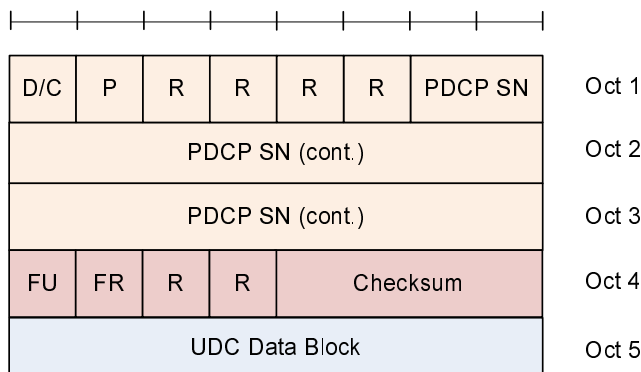 D/C P R R R R PDCP SN Oct 1
PDCP SN (cont.) Oct 2
PDCP SN (cont.) Oct 3
FU FR R R Checksum Oct 4
UDC Data Block Oct 5